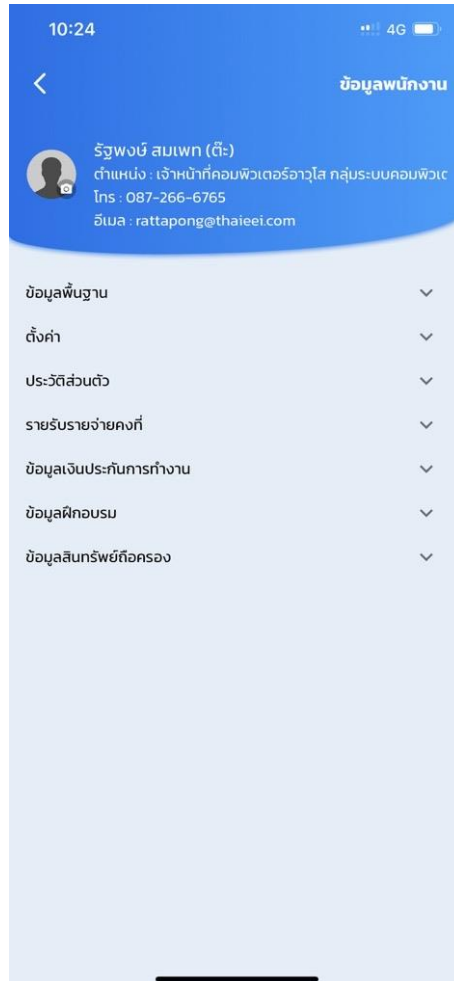 10:24
4G
ข้อมูลพนักงาน
รัฐพงษ์ สมเพท (ต๊ะ)
ตำแหน่ง : เจ้าหน้าที่คอมพิวเตอร์อาวุโส กลุ่มระบบคอมพิวเต
โทร : 087-266-6765
อีเมล : rattapong@thaieei.com
ข้อมูลพื้นฐาน
ตั้งค่า
ประวัติส่วนตัว
รายรับรายจ่ายคงที่
ข้อมูลเงินประกันการทำงาน
ข้อมูลฝึกอบรม
ข้อมูลสินทรัพย์ถือครอง